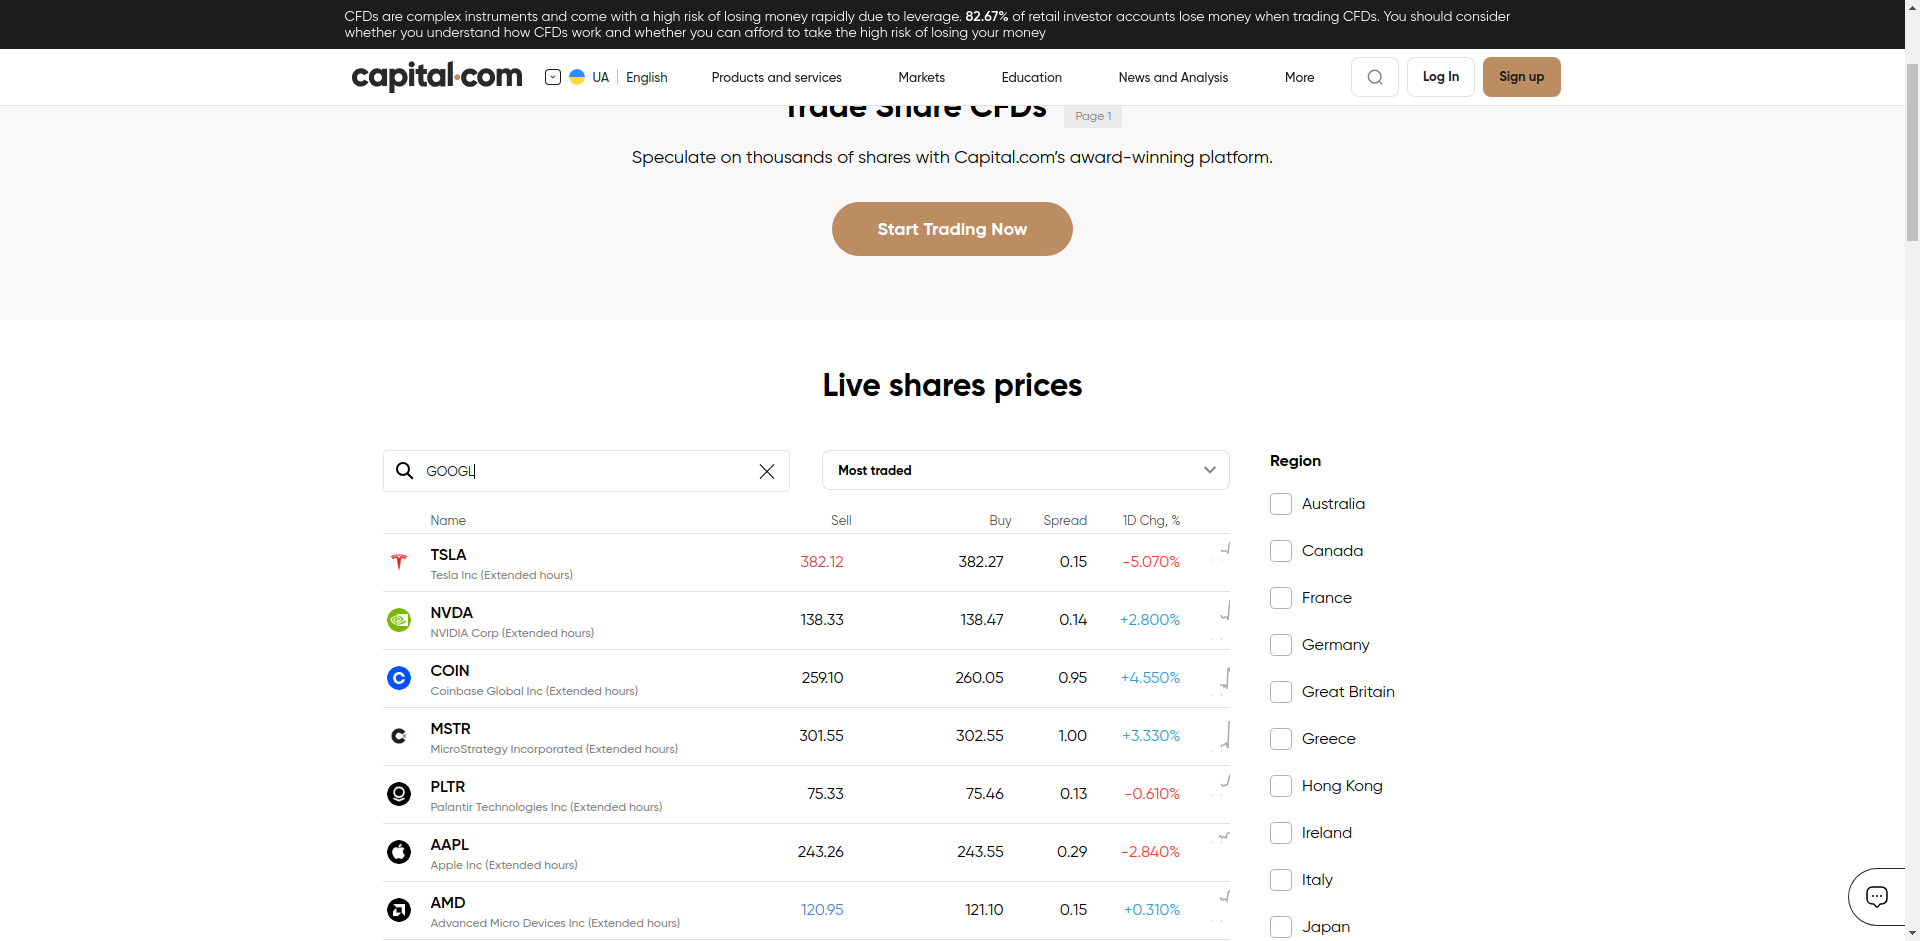 CFDs are complex instruments and come with a high risk of losing money rapidly due to leverage. 82.67% of retail investor accounts lose money when trading CFDs. You should consider
whether you understand how CFDs work and whether you can afford to take the high risk of losing your money
capital.com UA English Products and services Markets Education News and Analysis More Log In Sign up
Trade Share CFDs Page 1
Speculate on thousands of shares with Capital.com’s award-winning platform.
Start Trading Now
Live shares prices
GOOGL Most traded
Name Sell Buy Spread 1D Chg, %
TSLA 382.12 382.27 0.15 -5.070%
Tesla Inc (Extended hours)
NVDA 138.33 138.47 0.14 +2.800%
NVIDIA Corp (Extended hours)
COIN 259.10 260.05 0.95 +4.550%
Coinbase Global Inc (Extended hours)
MSTR 301.55 302.55 1.00 +3.330%
MicroStrategy Incorporated (Extended hours)
PLTR 75.33 75.46 0.13 -0.610%
Palantir Technologies Inc (Extended hours)
AAPL 243.26 243.55 0.29 -2.840%
Apple Inc (Extended hours)
AMD 120.95 121.10 0.15 +0.310%
Advanced Micro Devices Inc (Extended hours)
Region
Australia
Canada
France
Germany
Great Britain
Greece
Hong Kong
Ireland
Italy
Japan